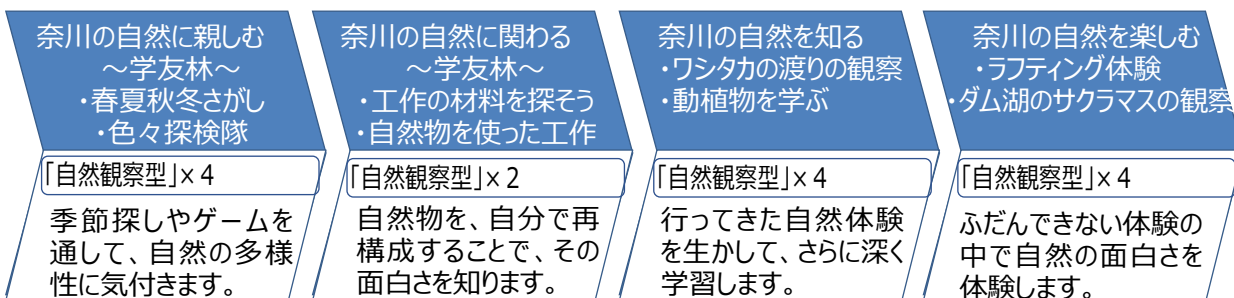 奈川の自然に親しむ
～学友林～
・春夏秋冬さがし
・色々探検隊
「自然観察型」×4
季節探しやゲームを
通して、自然の多様
性に気付きます。
奈川の自然に関わる
～学友林～
・工作の材料を探そう
・自然物を使った工作
「自然観察型」×2
自然物を、自分で再
構成することで、その
面白さを知ります。
奈川の自然を知る
・ワシタカの渡りの観察
・動植物を学ぶ
「自然観察型」×4
行ってきた自然体験
を生かして、さらに深く
学習します。
奈川の自然を楽しむ
・ラフティング体験
・ダム湖のサクラマスの観察
「自然観察型」×4
ふだんできない体験の
中で自然の面白さを
体験します。